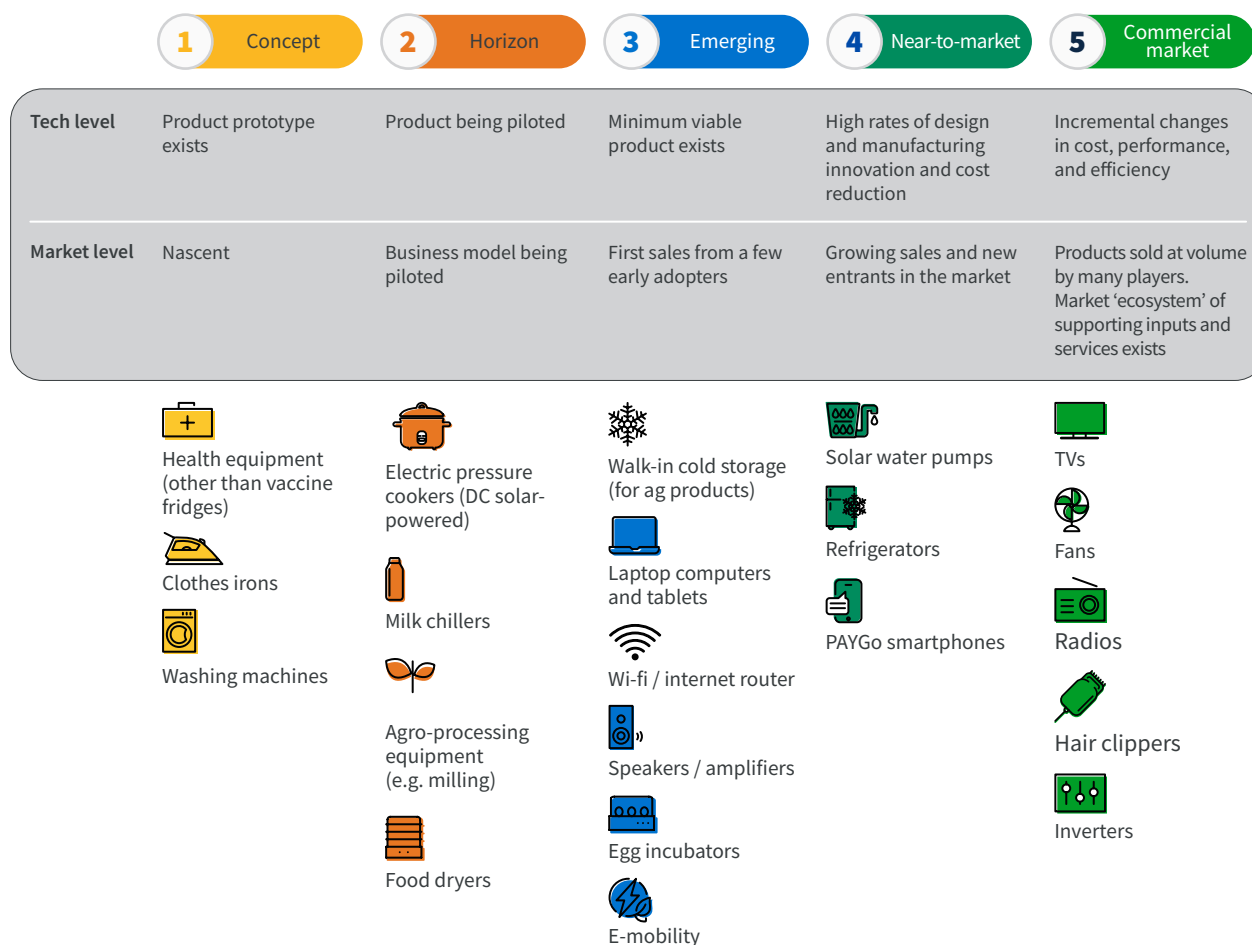 1 Concept
2 Horizon
3 Emerging
4 Near-to-market
5 Commercial
market
Tech level
Product prototype
exists
Product being piloted
Minimum viable
product exists
High rates of design
and manufacturing
innovation and cost
reduction
Incremental changes
in cost, performance,
and efficiency
Market level
Nascent
Business model being
piloted
First sales from a few
early adopters
Growing sales and new
entrants in the market
Products sold at volume
by many players.
Market ‘ecosystem’ of
supporting inputs and
services exists
Health equipment
(other than vaccine
fridges)
Clothes irons
Washing machines
Electric pressure
cookers (DC solar-
powered)
Milk chillers
Agro-processing
equipment
(e.g. milling)
Food dryers
Walk-in cold storage
(for ag products)
Laptop computers
and tablets
Wi-fi / internet router
Speakers / amplifiers
Egg incubators
E-mobility
Solar water pumps
Refrigerators
PAYGo smartphones
TVs
Fans
Radios
Hair clippers
Inverters